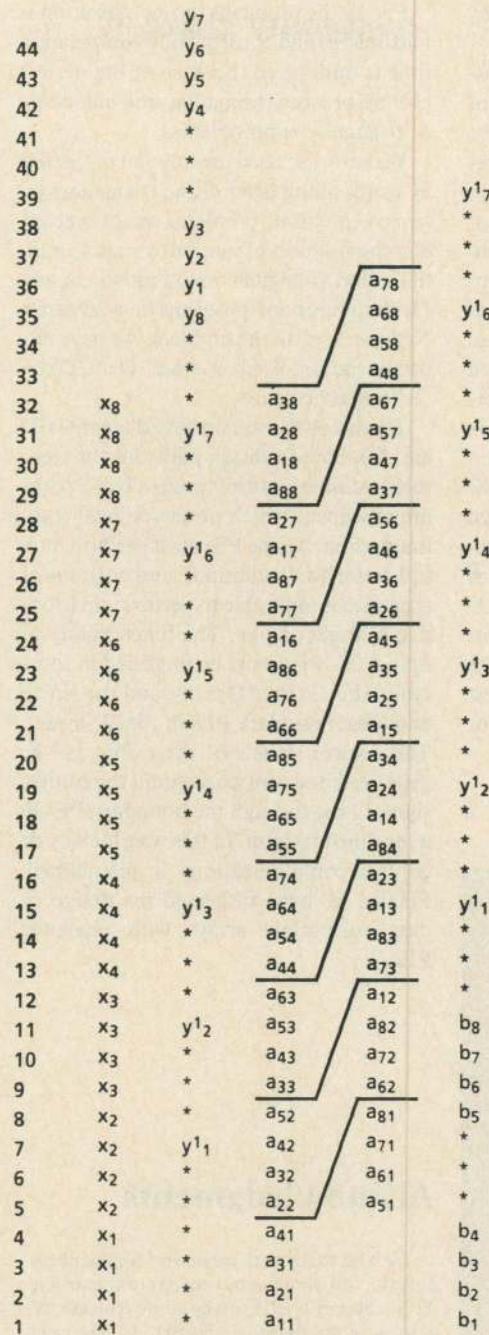 y₇
44 y₆
43 y₅
42 y₄
41 *
40 *
39 * y¹₇
38 y₃ *
37 y₂ *
36 y₁ a₇₈ *
35 y₈ a₆₈ y¹₆
34 * a₅₈ *
33 * a₄₈ *
32 x₈ * a₃₈ a₆₇ *
31 x₈ y¹₇ a₂₈ a₅₇ y¹₅
30 x₈ * a₁₈ a₄₇ *
29 x₈ * a₈₈ a₃₇ *
28 x₇ * a₂₇ a₅₆ *
27 x₇ y¹₆ a₁₇ a₄₆ y¹₄
26 x₇ * a₈₇ a₃₆ *
25 x₇ * a₇₇ a₂₆ *
24 x₆ * a₁₆ a₄₅ *
23 x₆ y¹₅ a₈₆ a₃₅ y¹₃
22 x₆ * a₇₆ a₂₅ *
21 x₆ * a₆₆ a₁₅ *
20 x₅ * a₈₅ a₃₄ *
19 x₅ y¹₄ a₇₅ a₂₄ y¹₂
18 x₅ * a₆₅ a₁₄ *
17 x₅ * a₅₅ a₈₄ *
16 x₄ * a₇₄ a₂₃ *
15 x₄ y¹₃ a₆₄ a₁₃ y¹₁
14 x₄ * a₅₄ a₈₃ *
13 x₄ * a₄₄ a₇₃ *
12 x₃ * a₆₃ a₁₂ *
11 x₃ y¹₂ a₅₃ a₈₂ b₈
10 x₃ * a₄₃ a₇₂ b₇
9 x₃ * a₃₃ a₆₂ b₆
8 x₂ * a₅₂ a₈₁ b₅
7 x₂ y¹₁ a₄₂ a₇₁ *
6 x₂ * a₃₂ a₆₁ *
5 x₂ * a₂₂ a₅₁ *
4 x₁ * a₄₁ b₄
3 x₁ * a₃₁ b₃
2 x₁ * a₂₁ b₂
1 x₁ * a₁₁ b₁